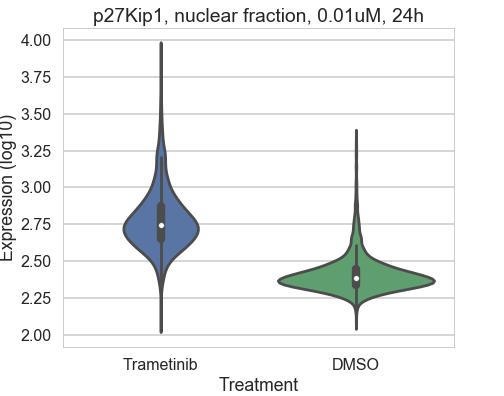 p27Kip1, nuclear fraction, 0.01uM, 24h
Expression (log10)
4.00
3.75
3.50
3.25
3.00
2.75
2.50
2.25
2.00
Trametinib DMSO
Treatment